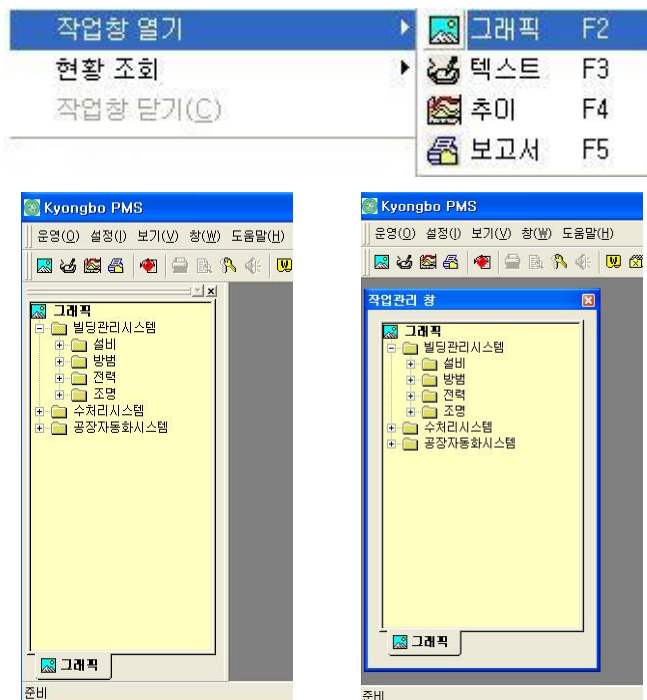 작업창 열기 그래픽 F2
현황 조회 텍스트 F3
작업창 닫기(C) 추이 F4
보고서 F5
Kyongbo PMS
운영(O) 설정(I) 보기(V) 창(W) 도움말(H)
그래픽
빌딩관리시스템
설비
방범
전력
조명
수처리시스템
공장자동화시스템
그래픽
준비
Kyongbo PMS
운영(O) 설정(I) 보기(V) 창(W) 도움말(H)
작업관리 창
그래픽
빌딩관리시스템
설비
방범
전력
조명
수처리시스템
공장자동화시스템
그래픽
준비